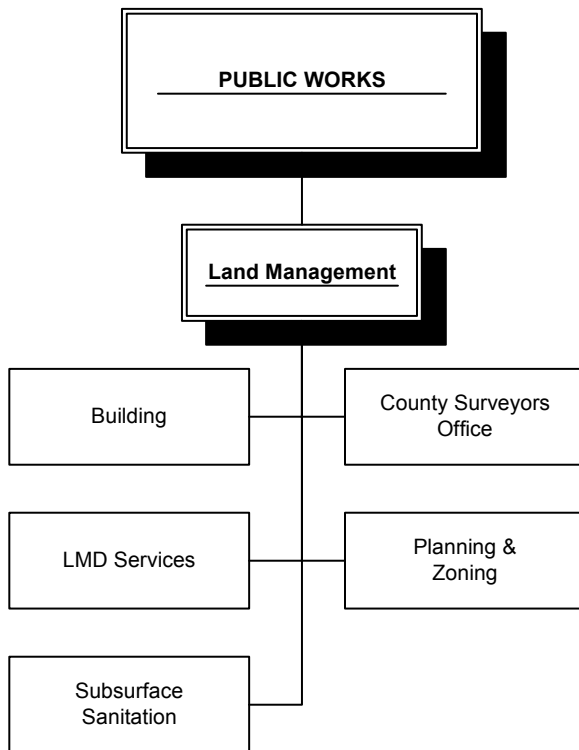 PUBLIC WORKS
Land Management
Building
County Surveyors
Office
LMD Services
Planning &
Zoning
Subsurface
Sanitation